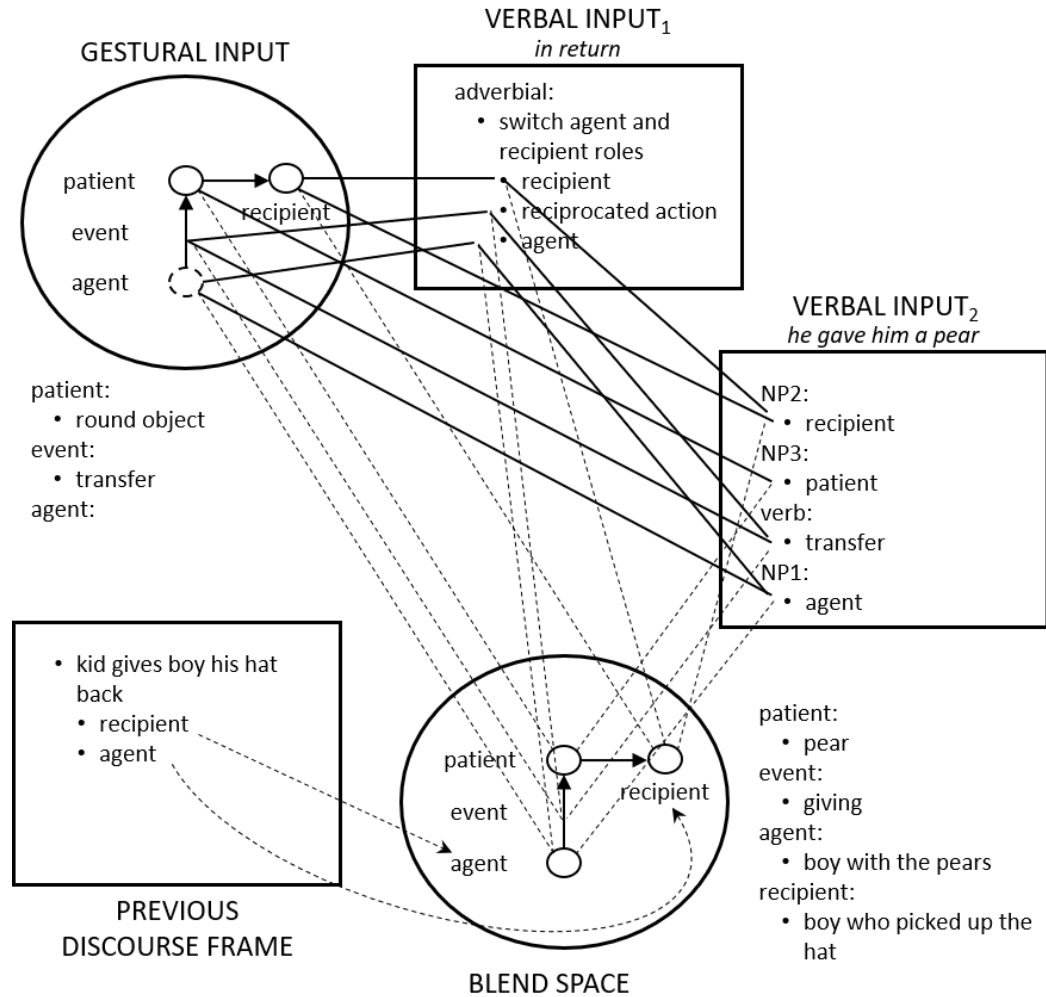 GESTURAL INPUT
patient
event
agent
recipient
patient:
• round object
event:
• transfer
agent:
VERBAL INPUT₁
in return
adverbial:
• switch agent and
recipient roles
• recipient
• reciprocated action
• agent
VERBAL INPUT₂
he gave him a pear
NP2:
• recipient
NP3:
• patient
verb:
• transfer
NP1:
• agent
• kid gives boy his hat
back
• recipient
• agent
PREVIOUS
DISCOURSE FRAME
patient
recipient
event
agent
BLEND SPACE
patient:
• pear
event:
• giving
agent:
• boy with the pears
recipient:
• boy who picked up the
hat